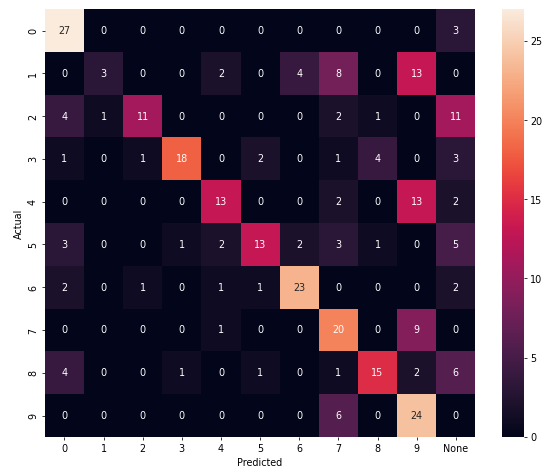 0 27 0 0 0 0 0 0 0 0 0 3
1 0 3 0 0 2 0 4 8 0 13 0
2 4 1 11 0 0 0 0 2 1 0 11
3 1 0 1 18 0 2 0 1 4 0 3
4 0 0 0 0 13 0 0 2 0 13 2
5 3 0 0 1 2 13 2 3 1 0 5
6 2 0 1 0 1 1 23 0 0 0 2
7 0 0 0 0 1 0 0 20 0 9 0
8 4 0 0 1 0 1 0 1 15 2 6
9 0 0 0 0 0 0 0 6 0 24 0
0 1 2 3 4 5 6 7 8 9 None
Predicted
Actual
25
20
15
10
5
0